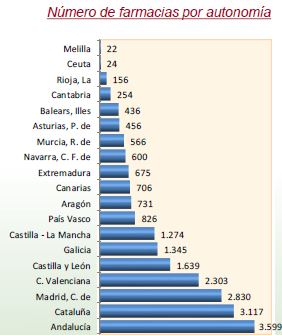 Número de farmacias por autonomía
Melilla 22
Ceuta 24
Rioja, La 156
Cantabria 254
Balears, Illes 436
Asturias, P. de 456
Murcia, R. de 566
Navarra, C. F. de 600
Extremadura 675
Canarias 706
Aragón 731
País Vasco 826
Castilla - La Mancha 1.274
Galicia 1.345
Castilla y León 1.639
C. Valenciana 2.303
Madrid, C. de 2.830
Cataluña 3.117
Andalucía 3.599